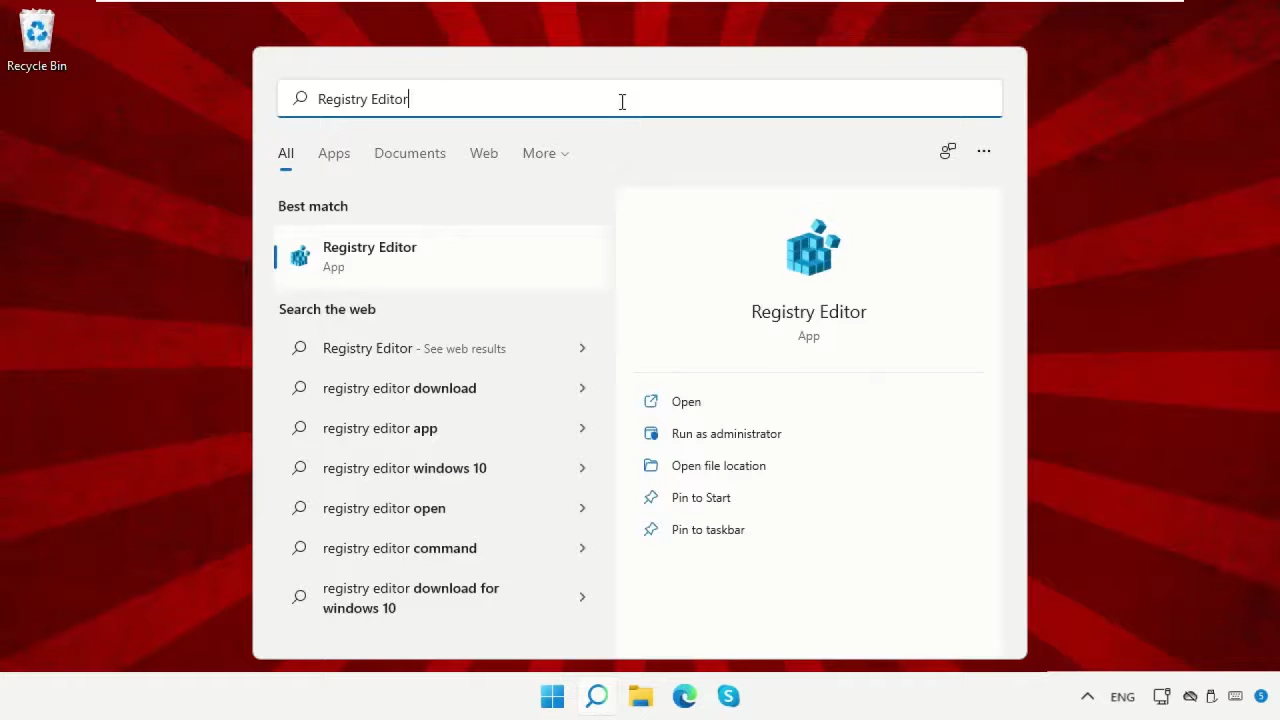 Recycle Bin
Registry Editor
All Apps Documents Web More
Best match
Registry Editor
App
Search the web
Registry Editor - See web results
registry editor download
registry editor app
registry editor windows 10
registry editor open
registry editor command
registry editor download for
windows 10
Registry Editor
App
Open
Run as administrator
Open file location
Pin to Start
Pin to taskbar
S
ENG
5